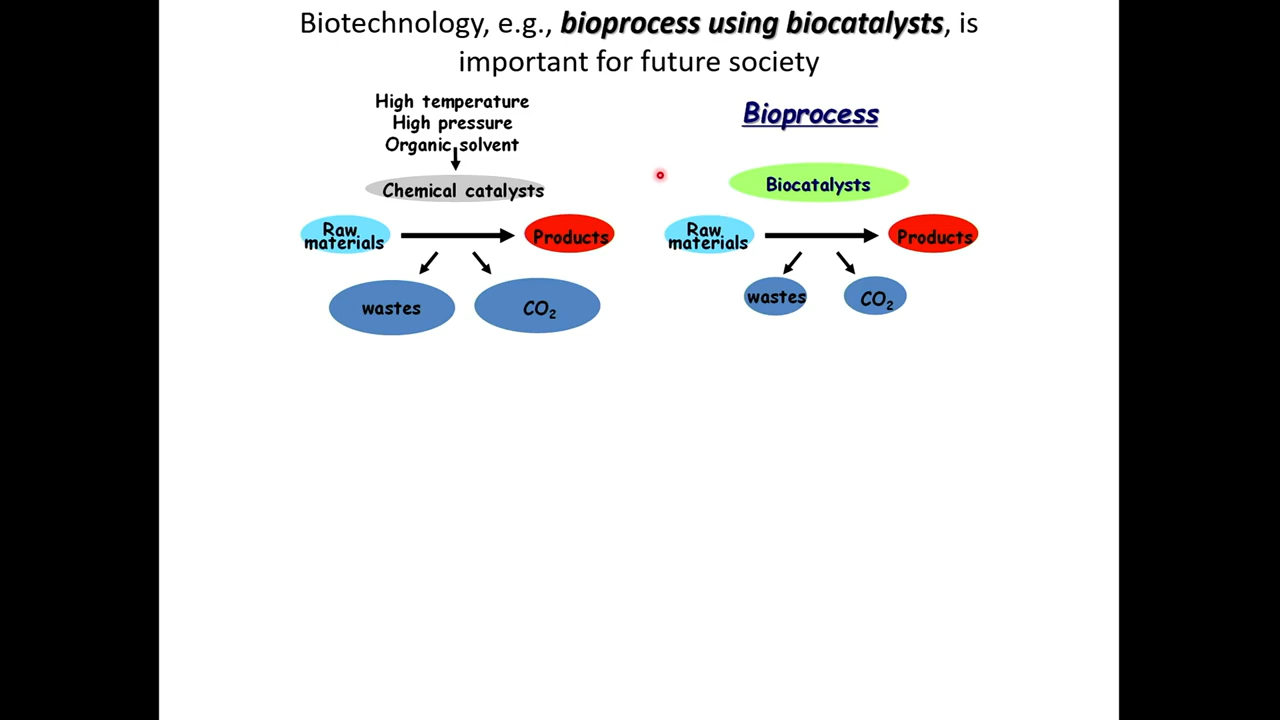 Biotechnology, e.g., bioprocess using biocatalysts, is
important for future society
High temperature
High pressure
Organic solvent
Chemical catalysts
Raw
materials
Products
wastes
CO₂
Bioprocess
Biocatalysts
Raw
materials
Products
wastes
CO₂